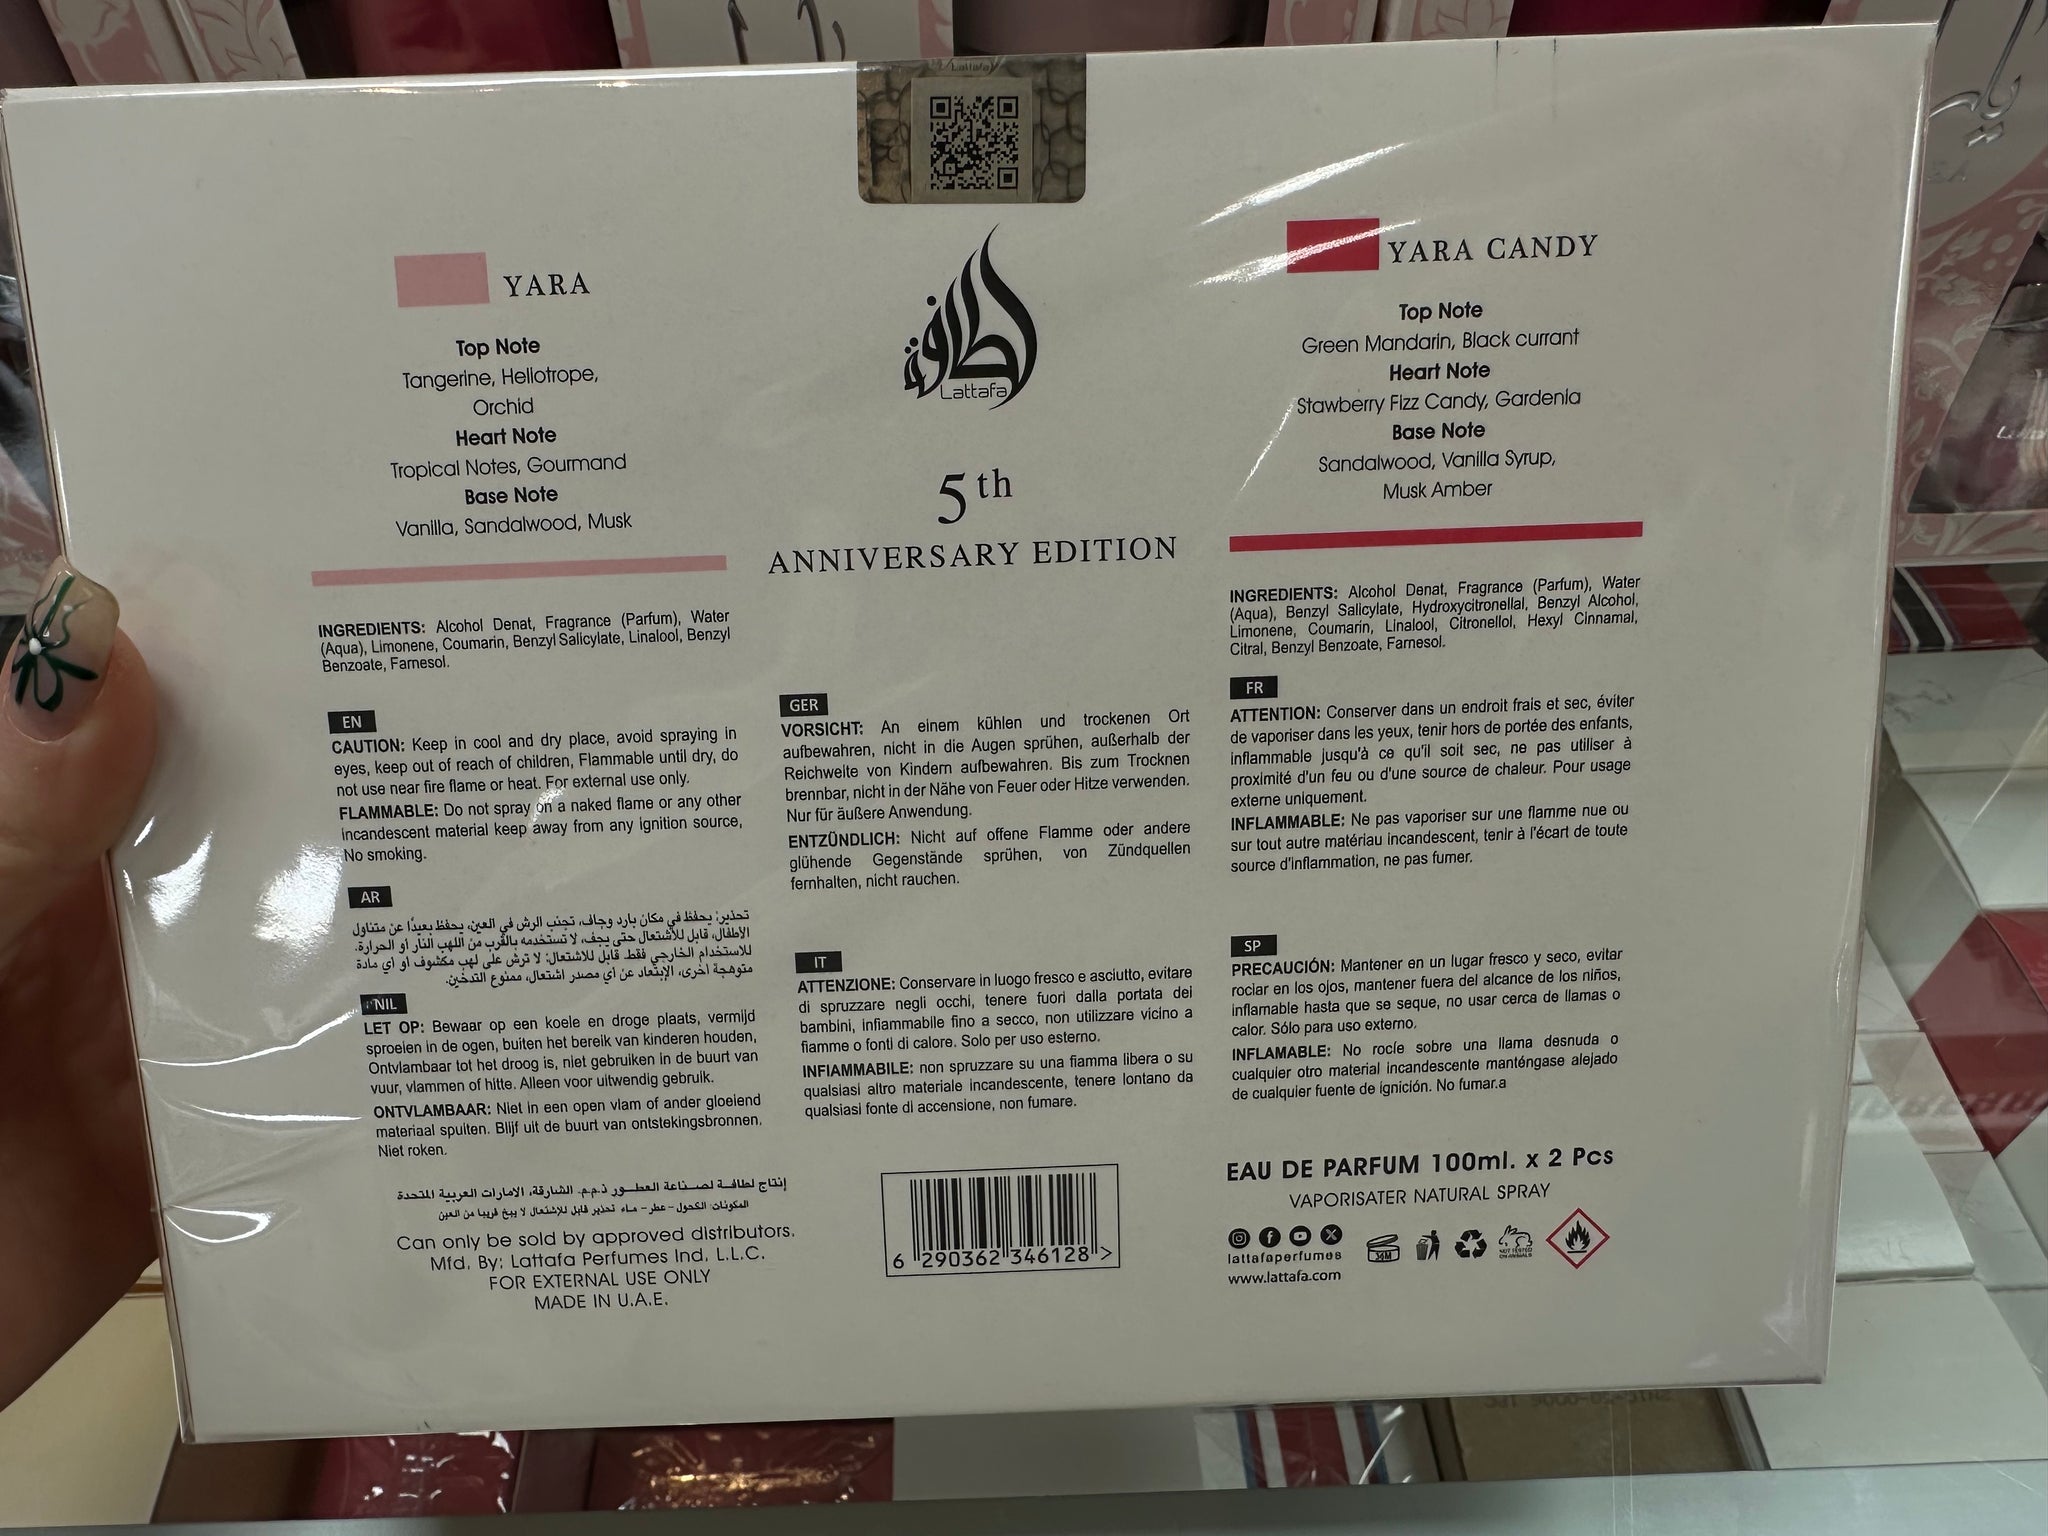 Lattafa
YARA
Top Note
Tangerine, Heliotrope,
Orchid
Heart Note
Tropical Notes, Gourmand
Base Note
Vanilla, Sandalwood, Musk
INGREDIENTS: Alcohol Denat, Fragrance (Parfum), Water
(Aqua), Limonene, Coumarin, Benzyl Salicylate, Linalool, Benzyl
Benzoate, Farnesol.
EN
CAUTION: Keep in cool and dry place, avoid spraying in
eyes, keep out of reach of children, Flammable until dry, do
not use near fire flame or heat. For external use only.
FLAMMABLE: Do not spray on a naked flame or any other
incandescent material keep away from any ignition source,
No smoking.
AR
تحذير: يحفظ في مكان بارد وجاف، تجنب الرش في العين، يحفظ بعيدًا عن متناول
الاطفال، قابل للأشتعال حتى يجف، لا تستخدمه بالقرب من اللهب النار أو الحرارة.
للاستخدام الخارجي فقط. قابل للاشتعال: لا ترش على لهب مكشوف او اي مادة
متوهجة أخرى، الإبتعاد عن أي مصدر اشتعال، ممنوع التدخين.
NIL
LET OP: Bewaar op een koele en droge plaats, vermijd
sproeien in de ogen, buiten het bereik van kinderen houden,
Ontvlambaar tot het droog is, niet gebruiken in de buurt van
vuur, vlammen of hitte. Alleen voor uitwendig gebruik.
ONTVLAMBAAR: Niet in een open vlam of ander gloeiend
materiaal spuiten. Blijf uit de buurt van ontstekingsbronnen.
Niet roken.
إنتاج لطافة لصناعة العطور ذ.م.م. الشارقة، الامارات العربية المتحدة
المكونات: الكحول - عطر - ماء تحذير قابل للإشتعال لا يبخ قريبا من العين
Can only be sold by approved distributors.
Mfd. By: Lattafa Perfumes Ind. L.L.C.
FOR EXTERNAL USE ONLY
MADE IN U.A.E.
لطافة
Lattafa
5th
ANNIVERSARY EDITION
GER
VORSICHT: An einem kühlen und trockenen Ort
aufbewahren, nicht in die Augen sprühen, außerhalb der
Reichweite von Kindern aufbewahren. Bis zum Trocknen
brennbar, nicht in der Nähe von Feuer oder Hitze verwenden.
Nur für äußere Anwendung.
ENTZÜNDLICH: Nicht auf offene Flamme oder andere
glühende Gegenstände sprühen, von Zündquellen
fernhalten, nicht rauchen.
IT
ATTENZIONE: Conservare in luogo fresco e asciutto, evitare
di spruzzare negli occhi, tenere fuori dalla portata dei
bambini, infiammabile fino a secco, non utilizzare vicino a
fiamme o fonti di calore. Solo per uso esterno.
INFIAMMABILE: non spruzzare su una fiamma libera o su
qualsiasi altro materiale incandescente, tenere lontano da
qualsiasi fonte di accensione, non fumare.
6 290362 346128 >
YARA CANDY
Top Note
Green Mandarin, Black currant
Heart Note
Stawberry Fizz Candy, Gardenia
Base Note
Sandalwood, Vanilla Syrup,
Musk Amber
INGREDIENTS: Alcohol Denat, Fragrance (Parfum), Water
(Aqua), Benzyl Salicylate, Hydroxycitronellal, Benzyl Alcohol,
Limonene, Coumarin, Linalool, Citronellol, Hexyl Cinnamal,
Citral, Benzyl Benzoate, Farnesol.
FR
ATTENTION: Conserver dans un endroit frais et sec, éviter
de vaporiser dans les yeux, tenir hors de portée des enfants,
inflammable jusqu'à ce qu'il soit sec, ne pas utiliser à
proximité d'un feu ou d'une source de chaleur. Pour usage
externe uniquement.
INFLAMMABLE: Ne pas vaporiser sur une flamme nue ou
sur tout autre matériau incandescent, tenir à l'écart de toute
source d'inflammation, ne pas fumer.
SP
PRECAUCIÓN: Mantener en un lugar fresco y seco, evitar
rociar en los ojos, mantener fuera del alcance de los niños,
inflamable hasta que se seque, no usar cerca de llamas o
calor. Sólo para uso externo.
INFLAMABLE: No rocíe sobre una llama desnuda o
cualquier otro material incandescente manténgase alejado
de cualquier fuente de ignición. No fumar.a
EAU DE PARFUM 100ml. x 2 Pcs
VAPORISATER NATURAL SPRAY
lattafaperfumes
www.lattafa.com
36M
NOT TESTED
ON ANIMALS